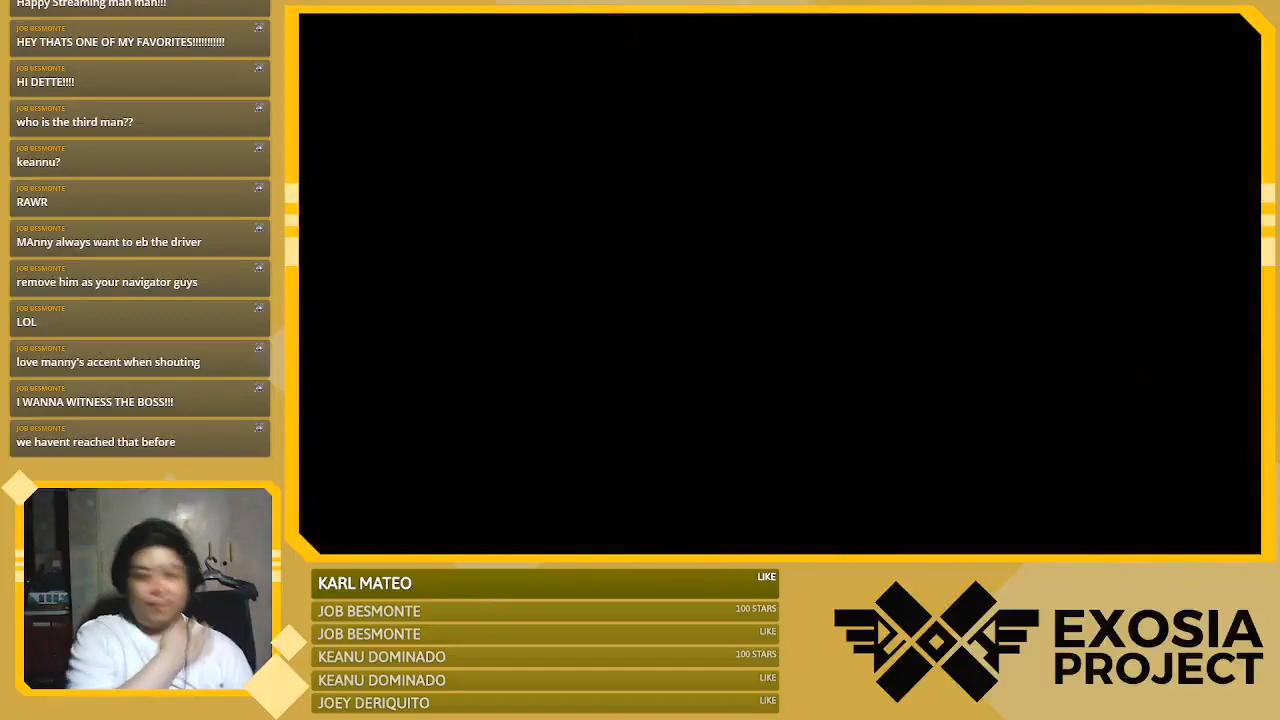 Happy Streaming man man!!!
JOB BESMONTE
HEY THATS ONE OF MY FAVORITES!!!!!!!!!!!
JOB BESMONTE
HI DETTE!!!!
JOB BESMONTE
who is the third man??
JOB BESMONTE
keannu?
JOB BESMONTE
RAWR
JOB BESMONTE
MAnny always want to eb the driver
JOB BESMONTE
remove him as your navigator guys
JOB BESMONTE
LOL
JOB BESMONTE
love manny's accent when shouting
JOB BESMONTE
I WANNA WITNESS THE BOSS!!!
JOB BESMONTE
we havent reached that before
KARL MATEO LIKE
JOB BESMONTE 100 STARS
JOB BESMONTE LIKE
KEANU DOMINADO 100 STARS
KEANU DOMINADO LIKE
JOEY DERIQUITO LIKE
EXOSIA
PROJECT